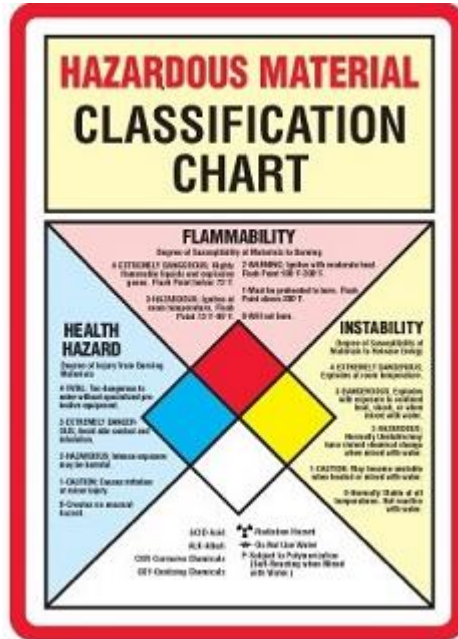 HAZARDOUS MATERIAL
CLASSIFICATION
CHART
FLAMMABILITY
Degree of Susceptibility of Materials to Burning
4-EXTREMELY DANGEROUS: Highly
flammable liquids and explosive
gases. Flash Point below 73°F.
3-HAZARDOUS: Ignites at
room temperature. Flash
2-WARNING: Ignites with moderate heat.
1-Must be preheated to burn. Flash
Point above 200°F.
0-Will not burn.
HEALTH
HAZARD
Degree of Injury from Burning
Materials
4-FATAL: Too dangerous to
enter without specialized pro-
tective equipment.
3-EXTREMELY DANGER-
OUS: Avoid skin contact and
inhalation.
2-HAZARDOUS: Intense exposure
may be harmful.
1-CAUTION: Causes irritation
or minor injury.
0-Creates no unusual
hazard.
INSTABILITY
Degree of Susceptibility of
Materials to Release Energy
4-EXTREMELY DANGEROUS:
Explodes at room temperature.
3-DANGEROUS: Explodes
with exposure to confined
heat, shock, or when
mixed with water.
2-HAZARDOUS:
Normally Unstable/may
have violent chemical change
when mixed with water.
1-CAUTION: May become unstable
when heated or mixed with water.
0-Normally Stable at all
temperatures. Not reactive
with water.
ACID-Acid
ALK-Alkali
COR-Corrosive Chemicals
OXY-Oxidizing Chemicals
Radiation Hazard
Do Not Use Water
P-Subject to Polymerization
(Self-Reacting when Mixed
with Water)